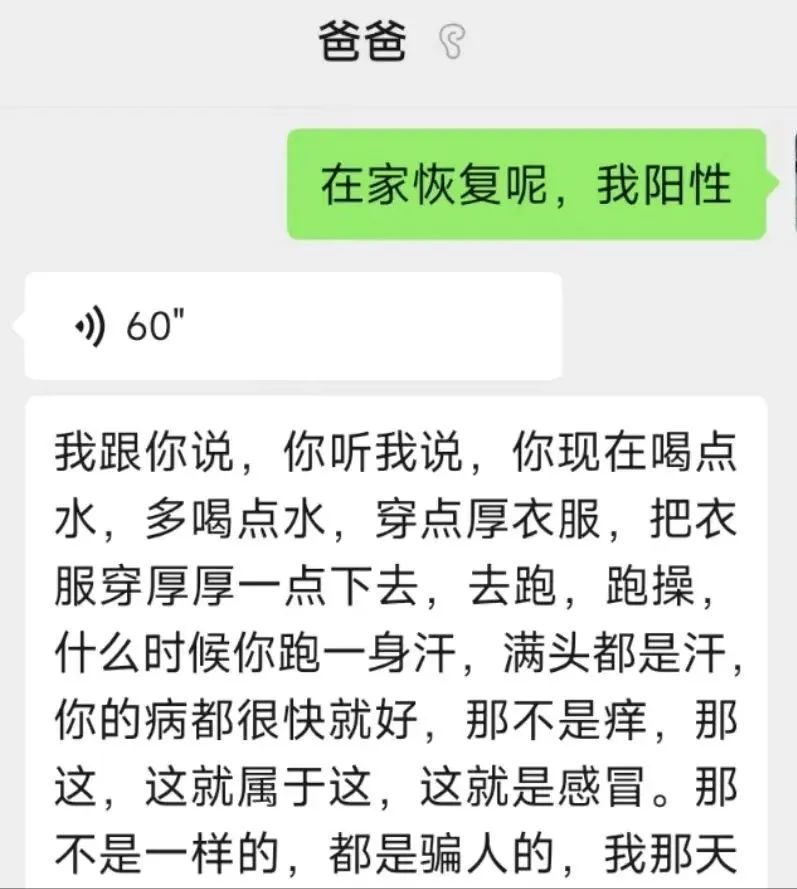 爸爸
在家恢复呢，我阳性
60"
我跟你说，你听我说，你现在喝点
水，多喝点水，穿点厚衣服，把衣
服穿厚厚一点下去，去跑，跑操，
什么时候你跑一身汗，满头都是汗，
你的病都很快就好，那不是痒，那
这，这就属于这，这就是感冒。那
不是一样的，都是骗人的，我那天